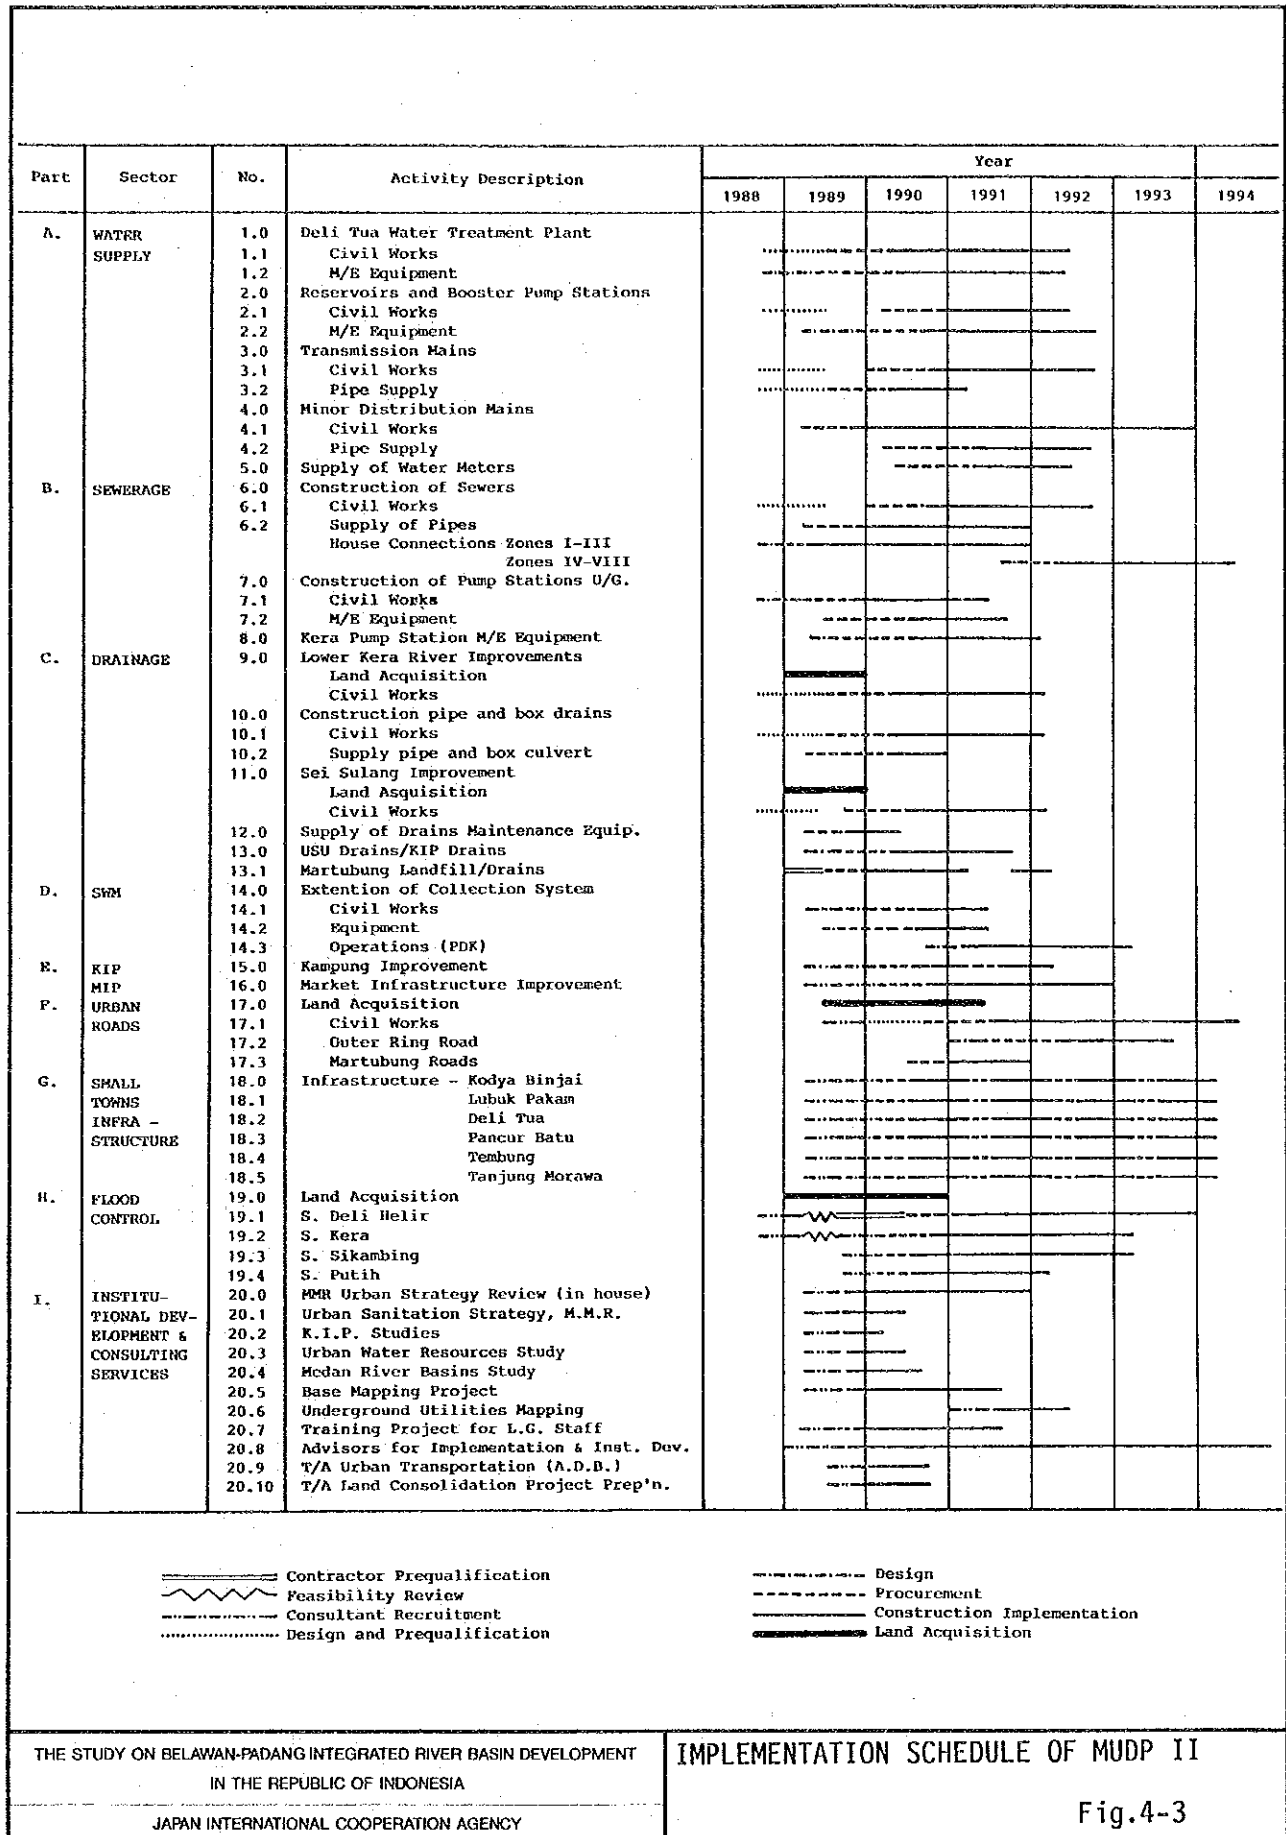 Year
Part Sector No. Activity Description 1988 1989 1990 1991 1992 1993 1994
A. WATER 1.0 Deli Tua Water Treatment Plant
SUPPLY 1.1 Civil Works
1.2 M/E Equipment
2.0 Reservoirs and Booster Pump Stations
2.1 Civil Works
2.2 M/E Equipment
3.0 Transmission Mains
3.1 Civil Works
3.2 Pipe Supply
4.0 Minor Distribution Mains
4.1 Civil Works
4.2 Pipe Supply
5.0 Supply of Water Meters
B. SEWERAGE 6.0 Construction of Sewers
6.1 Civil Works
6.2 Supply of Pipes
House Connections Zones I-III
Zones IV-VIII
7.0 Construction of Pump Stations U/G.
7.1 Civil Works
7.2 M/E Equipment
8.0 Kera Pump Station M/E Equipment
C. DRAINAGE 9.0 Lower Kera River Improvements
Land Acquisition
Civil Works
10.0 Construction pipe and box drains
10.1 Civil Works
10.2 Supply pipe and box culvert
11.0 Sei Sulang Improvement
Land Asquisition
Civil Works
12.0 Supply of Drains Maintenance Equip.
13.0 USU Drains/KIP Drains
13.1 Martubung Landfill/Drains
D. SWM 14.0 Extention of Collection System
14.1 Civil Works
14.2 Equipment
14.3 Operations (PDK)
E. KIP 15.0 Kampung Improvement
MIP 16.0 Market Infrastructure Improvement
F. URBAN 17.0 Land Acquisition
ROADS 17.1 Civil Works
17.2 Outer Ring Road
17.3 Martubung Roads
G. SMALL 18.0 Infrastructure - Kodya Binjai
TOWNS 18.1 Lubuk Pakam
INFRA - 18.2 Deli Tua
STRUCTURE 18.3 Pancur Batu
18.4 Tembung
18.5 Tanjung Morawa
H. FLOOD 19.0 Land Acquisition
CONTROL 19.1 S. Deli Helir
19.2 S. Kera
19.3 S. Sikambing
19.4 S. Putih
I. INSTITU- 20.0 MMR Urban Strategy Review (in house)
TIONAL DEV- 20.1 Urban Sanitation Strategy, M.M.R.
ELOPMENT & 20.2 K.I.P. Studies
CONSULTING 20.3 Urban Water Resources Study
SERVICES 20.4 Medan River Basins Study
20.5 Base Mapping Project
20.6 Underground Utilities Mapping
20.7 Training Project for L.G. Staff
20.8 Advisors for Implementation & Inst. Dev.
20.9 T/A Urban Transportation (A.D.B.)
20.10 T/A Land Consolidation Project Prep'n.
Contractor Prequalification
Feasibility Review
Consultant Recruitment
Design and Prequalification
Design
Procurement
Construction Implementation
Land Acquisition
THE STUDY ON BELAWAN-PADANG INTEGRATED RIVER BASIN DEVELOPMENT
IN THE REPUBLIC OF INDONESIA
JAPAN INTERNATIONAL COOPERATION AGENCY
IMPLEMENTATION SCHEDULE OF MUDP II
Fig.4-3